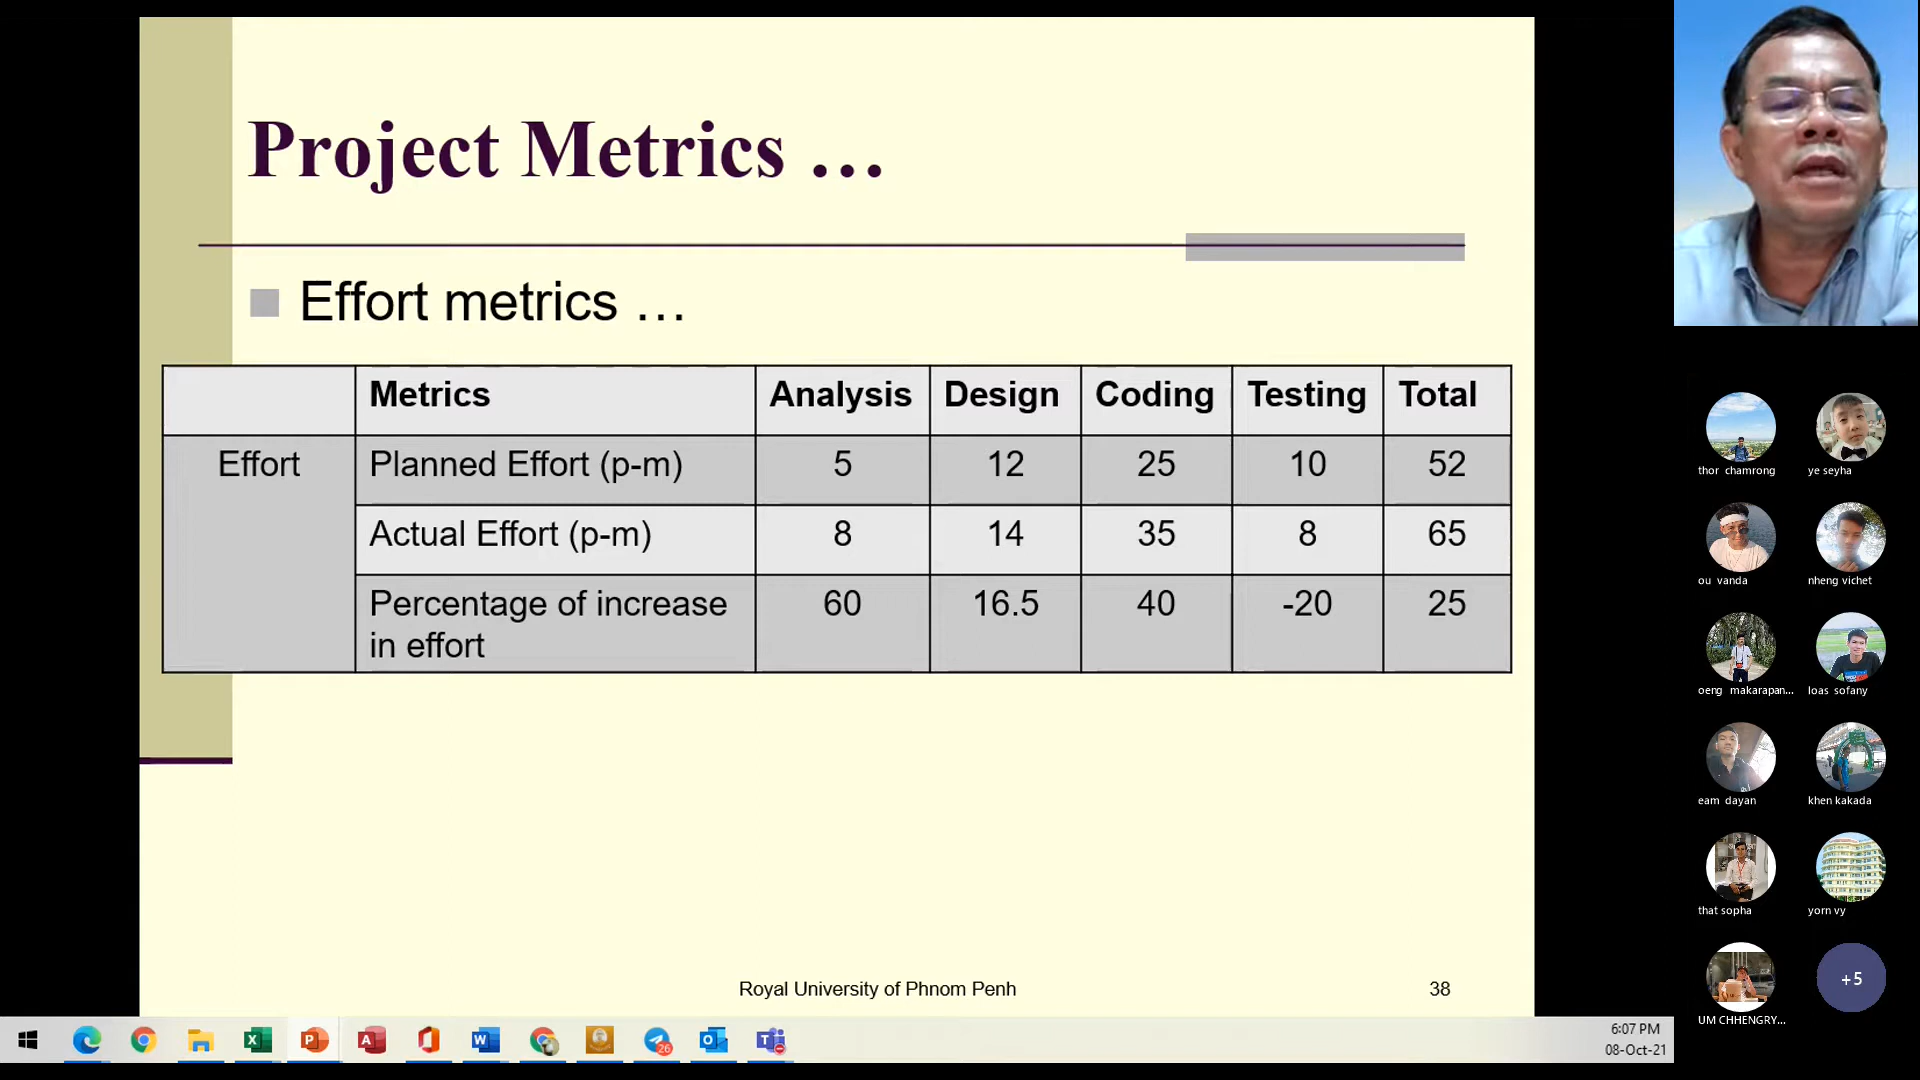 Project Metrics …
Effort metrics …
Metrics Analysis Design Coding Testing Total
Effort Planned Effort (p-m) 5 12 25 10 52
Actual Effort (p-m) 8 14 35 8 65
Percentage of increase 60 16.5 40 -20 25
in effort
Royal University of Phnom Penh 38
thor chamrong ye seyha
ou vanda nheng vichet
oeng makarapan... loas sofany
eam dayan khen kakada
that sopha yorn vy
+5
UM CHHENGRY...
26
6:07 PM
08-Oct-21